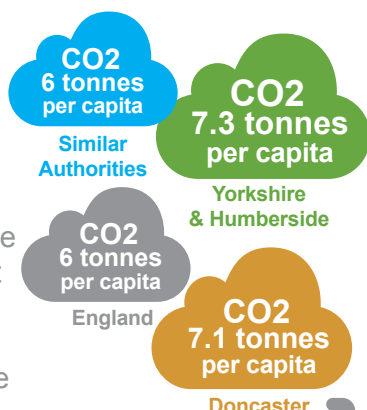 CO2
6 tonnes
per capita
Similar
Authorities
CO2
7.3 tonnes
per capita
Yorkshire
& Humberside
CO2
6 tonnes
per capita
England
CO2
7.1 tonnes
per capita
Doncaster